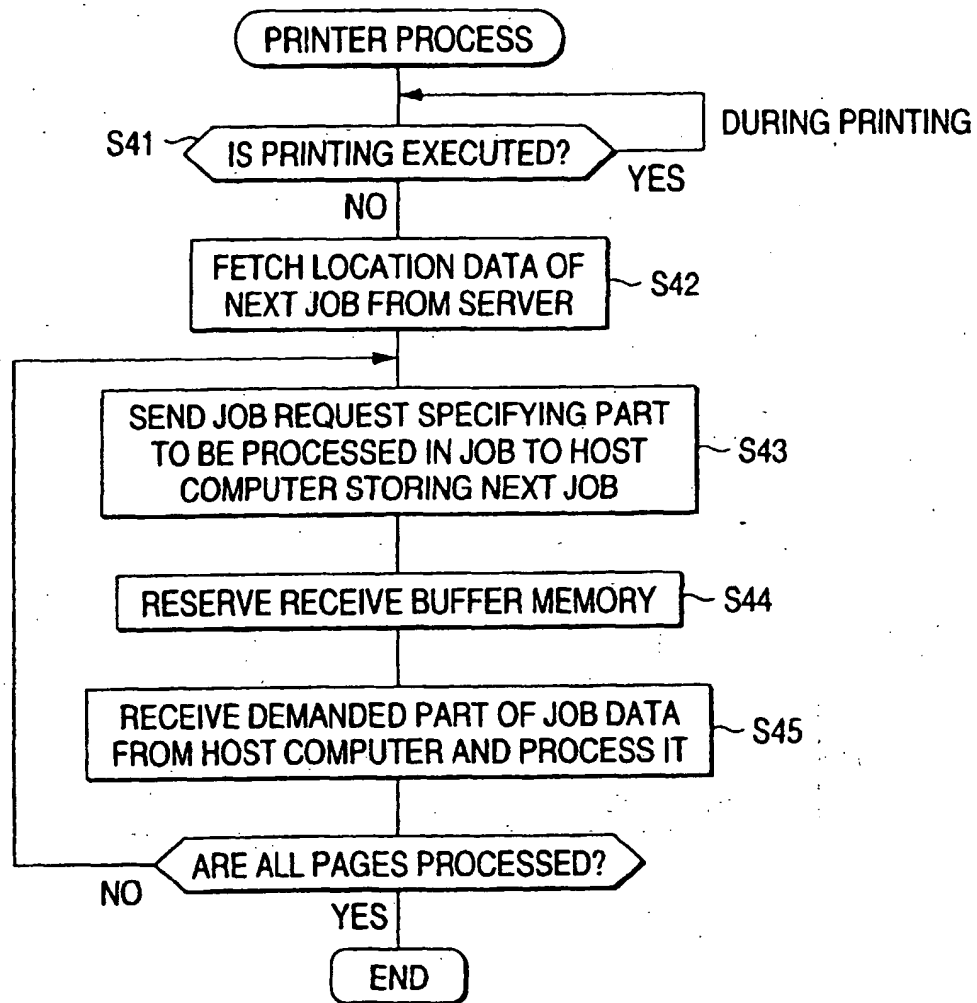 PRINTER PROCESS
DURING PRINTING
S41
IS PRINTING EXECUTED?
YES
NO
FETCH LOCATION DATA OF
NEXT JOB FROM SERVER
S42
SEND JOB REQUEST SPECIFYING PART
TO BE PROCESSED IN JOB TO HOST
COMPUTER STORING NEXT JOB
S43
RESERVE RECEIVE BUFFER MEMORY
S44
RECEIVE DEMANDED PART OF JOB DATA
FROM HOST COMPUTER AND PROCESS IT
S45
ARE ALL PAGES PROCESSED?
NO
YES
END